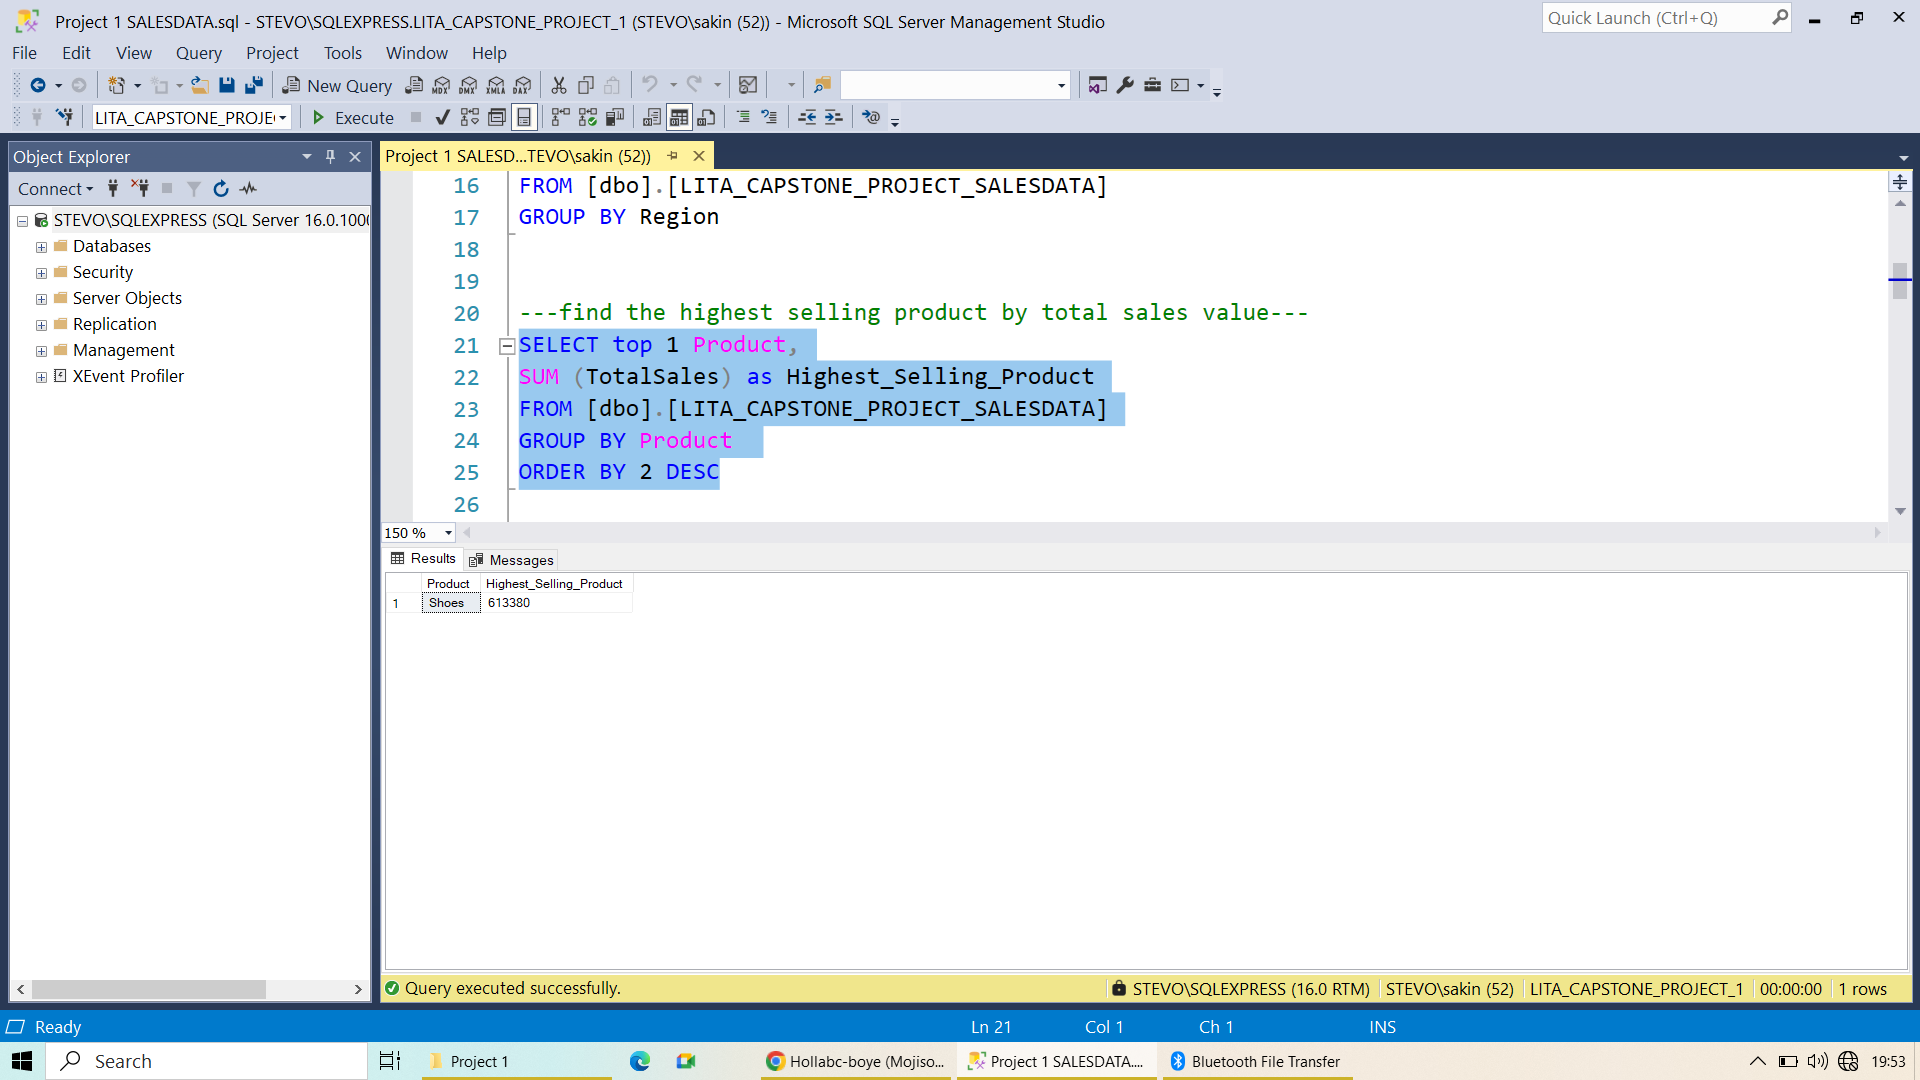 Project 1 SALESDATA.sql - STEVO\SQLEXPRESS.LITA_CAPSTONE_PROJECT_1 (STEVO\sakin (52)) - Microsoft SQL Server Management Studio
Quick Launch (Ctrl+Q)
File Edit View Query Project Tools Window Help
New Query MDX DMX XMLA DAX
LITA_CAPSTONE_PROJE Execute
Object Explorer
Connect
STEVO\SQLEXPRESS (SQL Server 16.0.1000
Databases
Security
Server Objects
Replication
Management
XEvent Profiler
Project 1 SALESD...TEVO\sakin (52))
16 FROM [dbo].[LITA_CAPSTONE_PROJECT_SALESDATA]
17 GROUP BY Region
18
19
20 ---find the highest selling product by total sales value---
21 SELECT top 1 Product,
22 SUM (TotalSales) as Highest_Selling_Product
23 FROM [dbo].[LITA_CAPSTONE_PROJECT_SALESDATA]
24 GROUP BY Product
25 ORDER BY 2 DESC
26
150 %
Results Messages
Product Highest_Selling_Product
1 Shoes 613380
Query executed successfully. STEVO\SQLEXPRESS (16.0 RTM) STEVO\sakin (52) LITA_CAPSTONE_PROJECT_1 00:00:00 1 rows
Ready Ln 21 Col 1 Ch 1 INS
Search Project 1 Hollabc-boye (Mojiso... Project 1 SALESDATA.... Bluetooth File Transfer 19:53